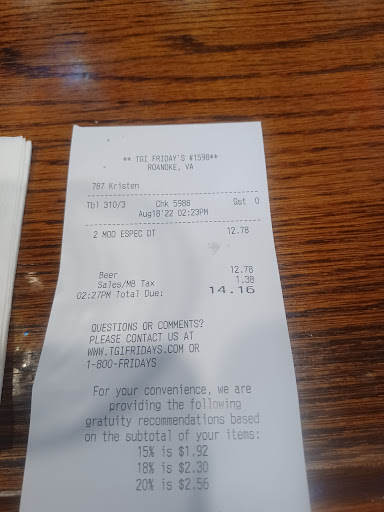 ** TGI FRIDAY'S #1598**
ROANOKE, VA
787 Kristen
Tbl 310/3 Chk 5988 Gst 0
Aug18'22 02:23PM
2 MOD ESPEC DT 12.78
Beer 12.78
Sales/MB Tax 1.38
02:27PM Total Due: 14.16
QUESTIONS OR COMMENTS?
PLEASE CONTACT US AT
WWW.TGIFRIDAYS.COM OR
1-800-FRIDAYS
For your convenience, we are
providing the following
gratuity recommendations based
on the subtotal of your items:
15% is $1.92
18% is $2.30
20% is $2.56